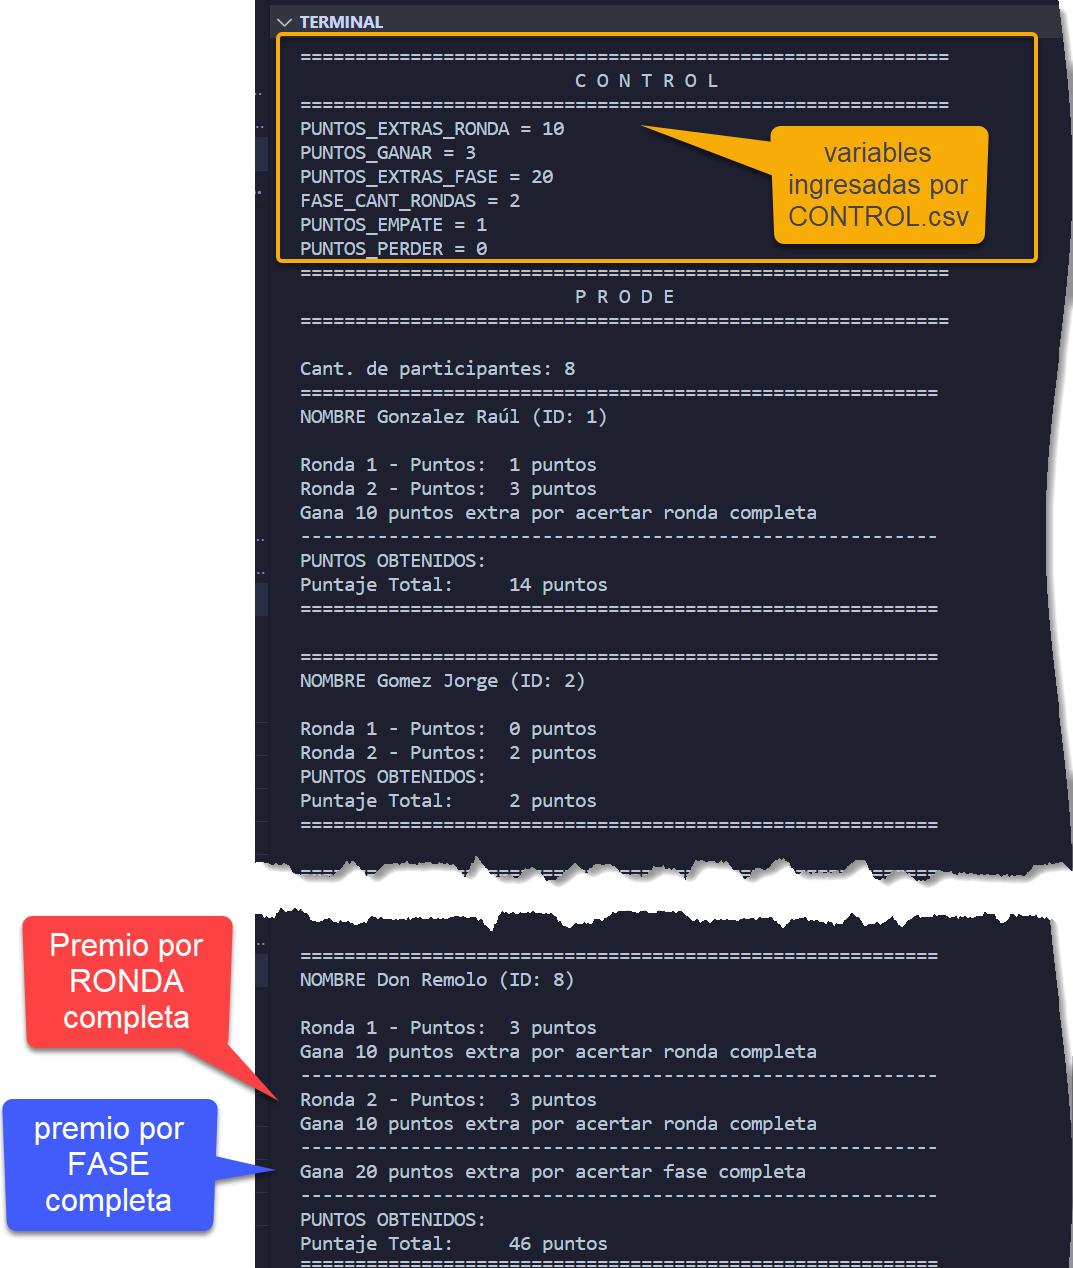 TERMINAL
===========================================================
C O N T R O L
===========================================================
PUNTOS_EXTRAS_RONDA = 10
PUNTOS_GANAR = 3
PUNTOS_EXTRAS_FASE = 20
FASE_CANT_RONDAS = 2
PUNTOS_EMPATE = 1
PUNTOS_PERDER = 0
variables
ingresadas por
CONTROL.csv
===========================================================
P R O D E
===========================================================
Cant. de participantes: 8
==========================================================
NOMBRE Gonzalez Raúl (ID: 1)
Ronda 1 - Puntos:  1 puntos
Ronda 2 - Puntos:  3 puntos
Gana 10 puntos extra por acertar ronda completa
----------------------------------------------------------
PUNTOS OBTENIDOS:
Puntaje Total:     14 puntos
==========================================================
==========================================================
NOMBRE Gomez Jorge (ID: 2)
Ronda 1 - Puntos:  0 puntos
Ronda 2 - Puntos:  2 puntos
PUNTOS OBTENIDOS:
Puntaje Total:     2 puntos
==========================================================
==========================================================
NOMBRE Don Remolo (ID: 8)
Ronda 1 - Puntos:  3 puntos
Gana 10 puntos extra por acertar ronda completa
----------------------------------------------------------
Premio por
RONDA
completa
Ronda 2 - Puntos:  3 puntos
Gana 10 puntos extra por acertar ronda completa
----------------------------------------------------------
premio por
FASE
completa
Gana 20 puntos extra por acertar fase completa
----------------------------------------------------------
PUNTOS OBTENIDOS:
Puntaje Total:     46 puntos
==========================================================